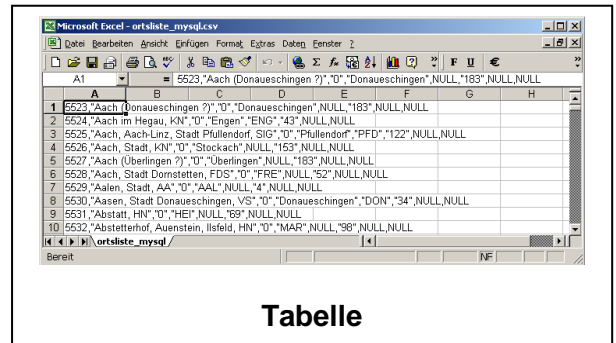 Microsoft Excel - ortsliste_mysql.csv
Datei Bearbeiten Ansicht Einfügen Format Extras Daten Fenster ?
F U €
A1 = 5523,"Aach (Donaueschingen ?)","0","Donaueschingen",NULL,"183",NULL,NULL
A B C D E F G H
1 5523,"Aach (Donaueschingen ?)","0","Donaueschingen",NULL,"183",NULL,NULL
2 5524,"Aach im Hegau, KN","0","Engen","ENG","43",NULL,NULL
3 5525,"Aach, Aach-Linz, Stadt Pfullendorf, SIG","0","Pfullendorf","PFD","122",NULL,NULL
4 5526,"Aach, Stadt, KN","0","Stockach",NULL,"153",NULL,NULL
5 5527,"Aach (Überlingen ?)","0","Überlingen",NULL,"183",NULL,NULL
6 5528,"Aach, Stadt Dornstetten, FDS","0","FRE",NULL,"52",NULL,NULL
7 5529,"Aalen, Stadt, AA","0","AAL",NULL,"4",NULL,NULL
8 5530,"Aasen, Stadt Donaueschingen, VS","0","Donaueschingen","DON","34",NULL,NULL
9 5531,"Abstatt, HN","0","HEI",NULL,"69",NULL,NULL
10 5532,"Abstetterhof, Auenstein, Ilsfeld, HN","0","MAR",NULL,"98",NULL,NULL
ortsliste_mysql
Bereit NF
Tabelle